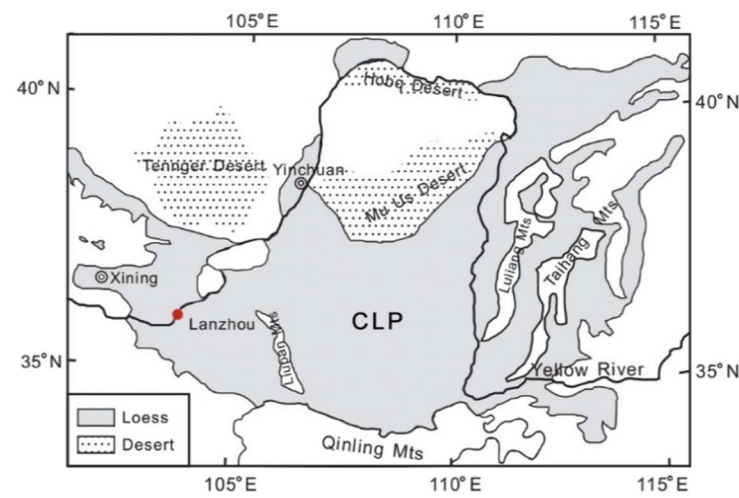 105°E
110°E
115°E
40°N
40°N
Hobq Desert
Tennger Desert
Yinchuan
Mu Us Desert
Luliang Mts
Taihang Mts
Xining
Lanzhou
Liupan Mts
CLP
35°N
35°N
Yellow River
Loess
Desert
Qinling Mts
105°E
110°E
115°E